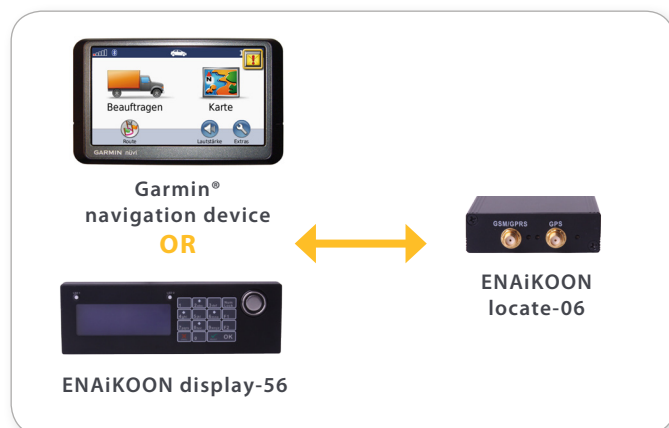 Beauftragen
Karte
Route
Lautstärke
Extras
GARMIN nüvi
Garmin®
navigation device
OR
ENAiKOON display-56
GSM/GPRS
GPS
ENAiKOON
locate-06